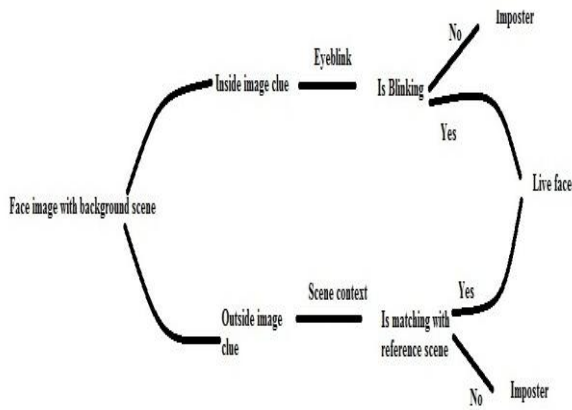 Imposter
No
Eyeblink
Inside image clue
Is Blinking
Yes
Live face
Face image with background scene
Scene context
Yes
Outside image
clue
Is matching with
reference scene
No
Imposter